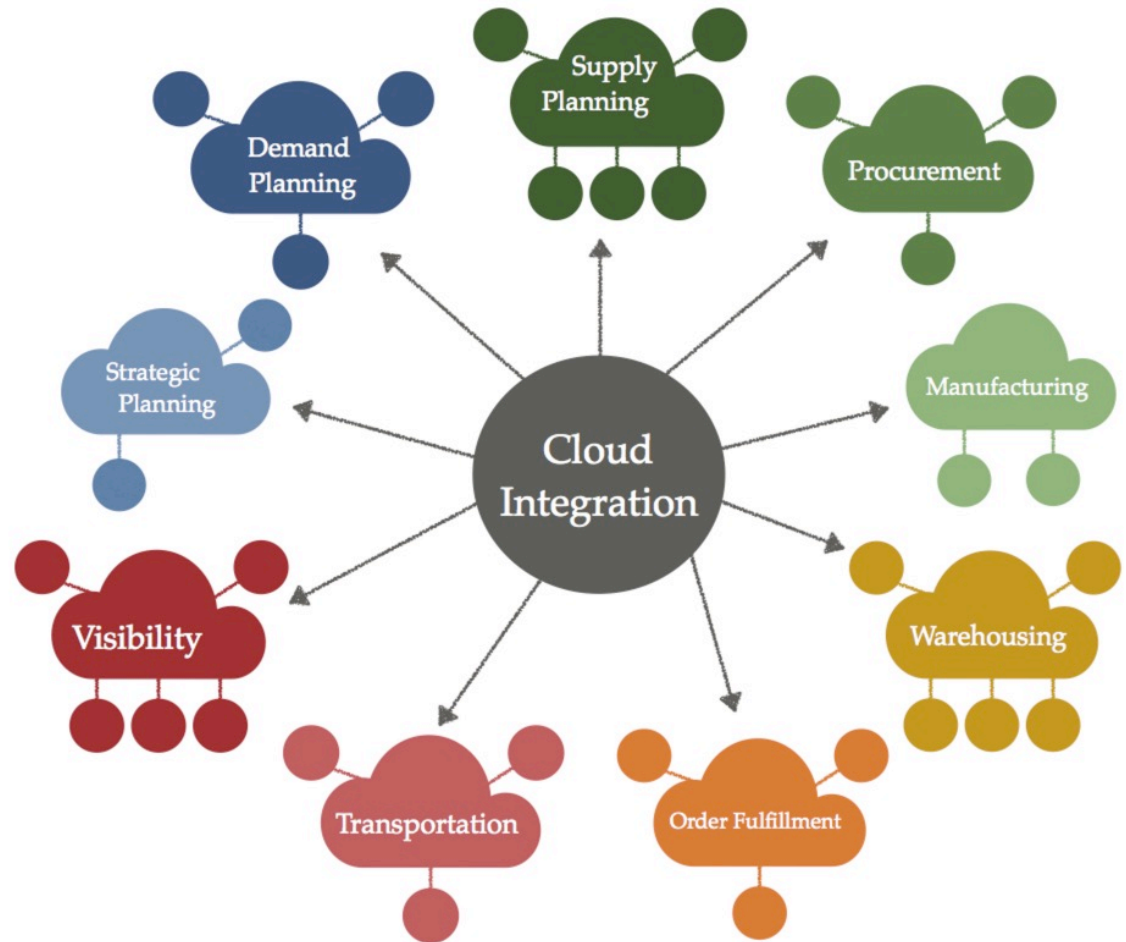 Supply
Planning
Demand
Planning
Procurement
Strategic
Planning
Manufacturing
Cloud
Integration
Visibility
Warehousing
Transportation
Order Fulfillment